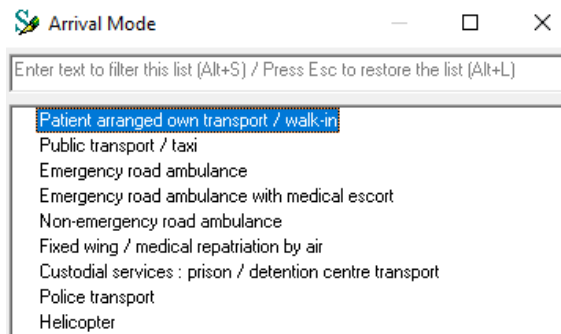 Arrival Mode
Enter text to filter this list (Alt+S) / Press Esc to restore the list (Alt+L)
Patient arranged own transport / walk-in
Public transport / taxi
Emergency road ambulance
Emergency road ambulance with medical escort
Non-emergency road ambulance
Fixed wing / medical repatriation by air
Custodial services : prison / detention centre transport
Police transport
Helicopter